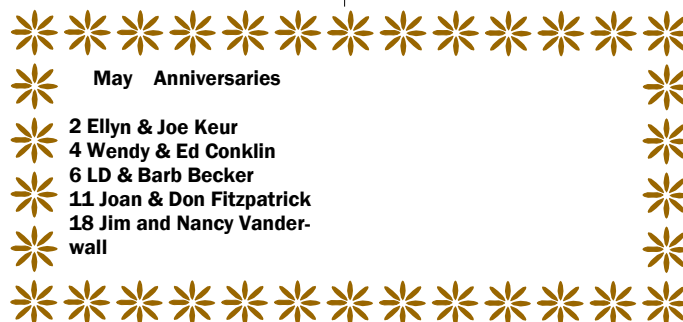 May Anniversaries
2 Ellyn & Joe Keur
4 Wendy & Ed Conklin
6 LD & Barb Becker
11 Joan & Don Fitzpatrick
18 Jim and Nancy Vander-
wall